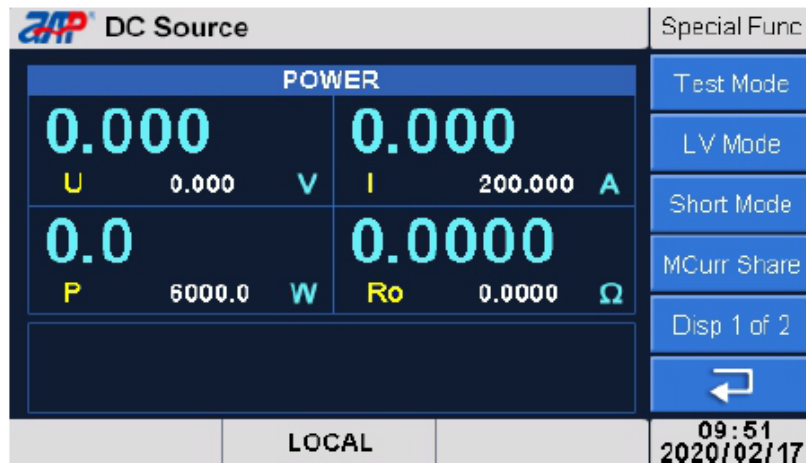 AAP DC Source
Special Func
POWER
0.000 0.000
U 0.000 V I 200.000 A
0.0 0.0000
P 6000.0 W Ro 0.0000 Ω
Test Mode
LV Mode
Short Mode
MCurr Share
Disp 1 of 2
LOCAL
09:51
2020/02/17